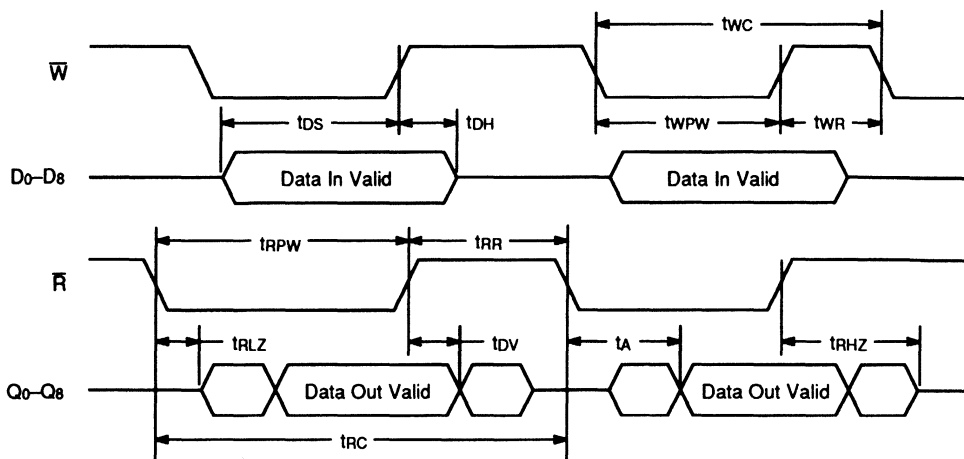 tWC
W̅
tDS tDH tWPW tWR
D0–D8 Data In Valid Data In Valid
tRPW tRR
R̅
tRLZ tDV tA tRHZ
Q0–Q8 Data Out Valid Data Out Valid
tRC